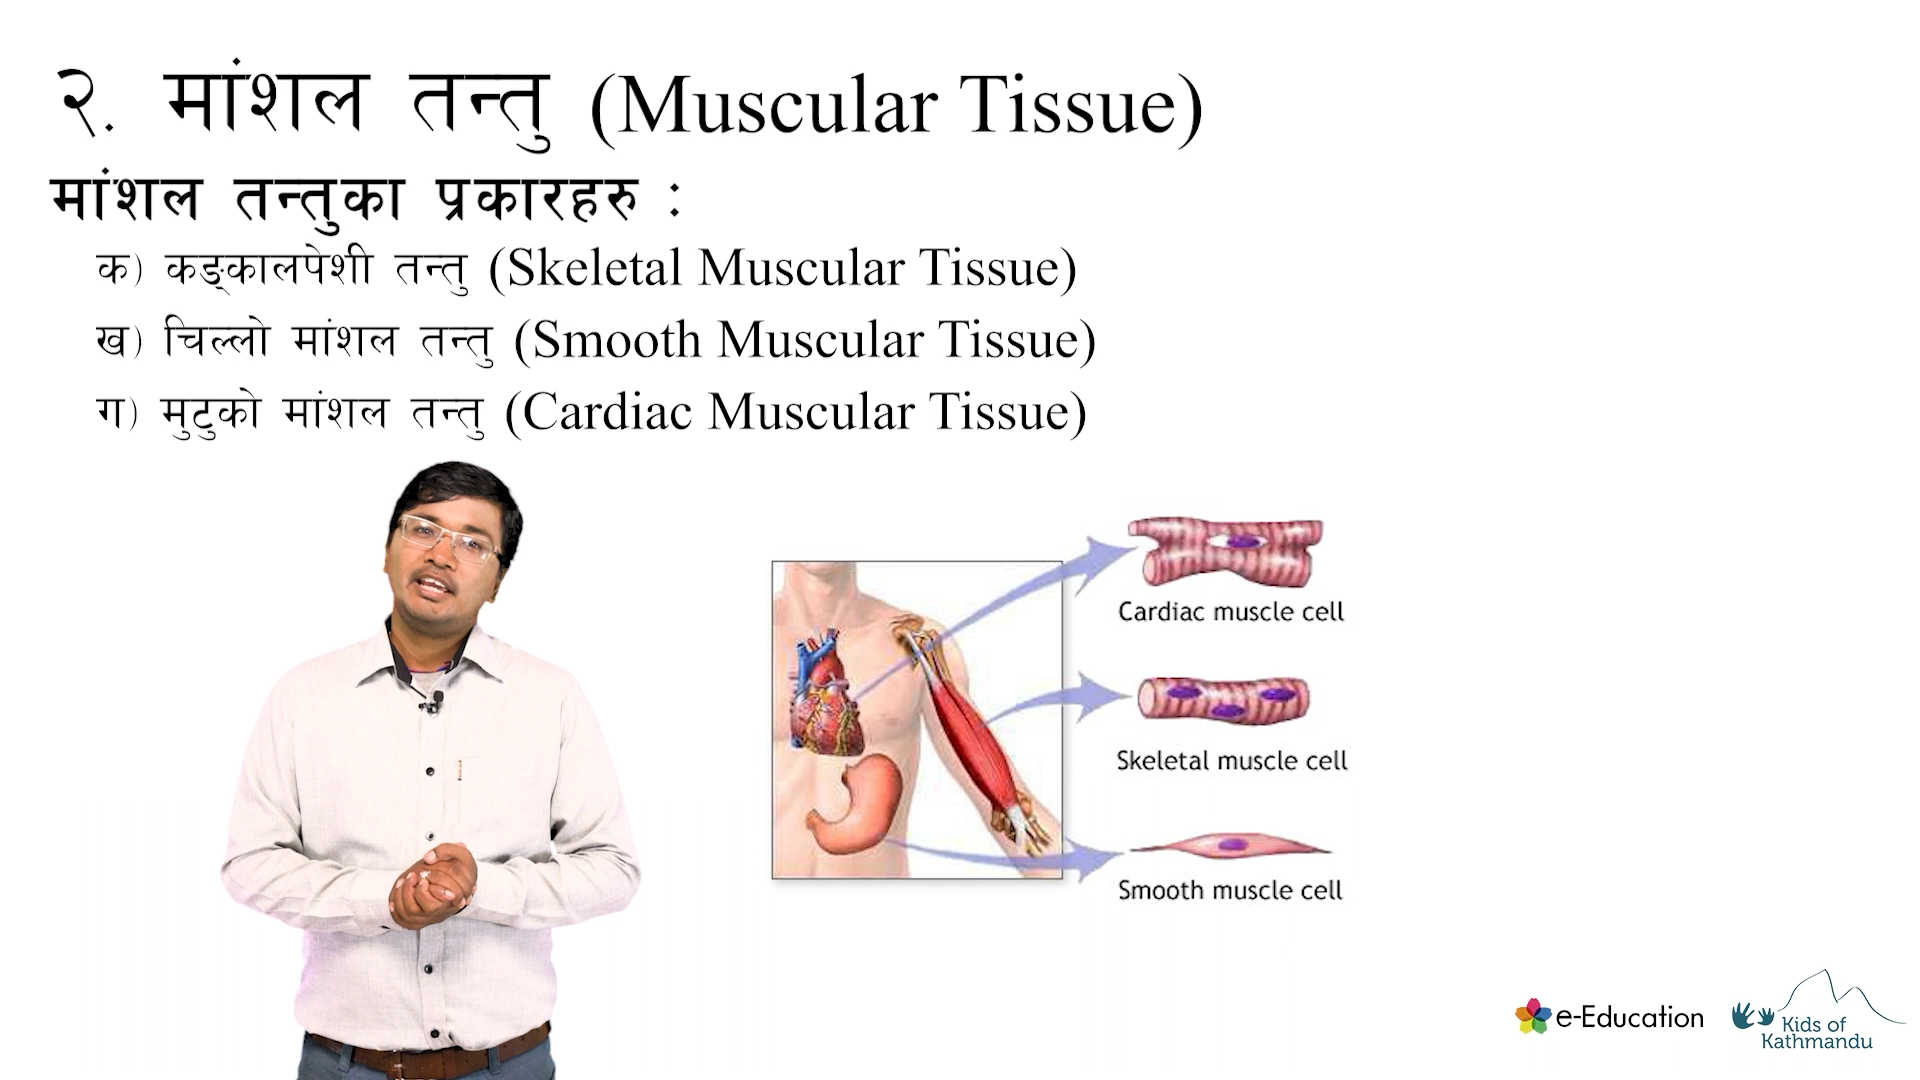 २. मांशल तन्तु (Muscular Tissue)
मांशल तन्तुका प्रकारहरु :
क) कङ्कालपेशी तन्तु (Skeletal Muscular Tissue)
ख) चिल्लो मांशल तन्तु (Smooth Muscular Tissue)
ग) मुटुको मांशल तन्तु (Cardiac Muscular Tissue)
Cardiac muscle cell
Skeletal muscle cell
Smooth muscle cell
e-Education
Kids of
Kathmandu